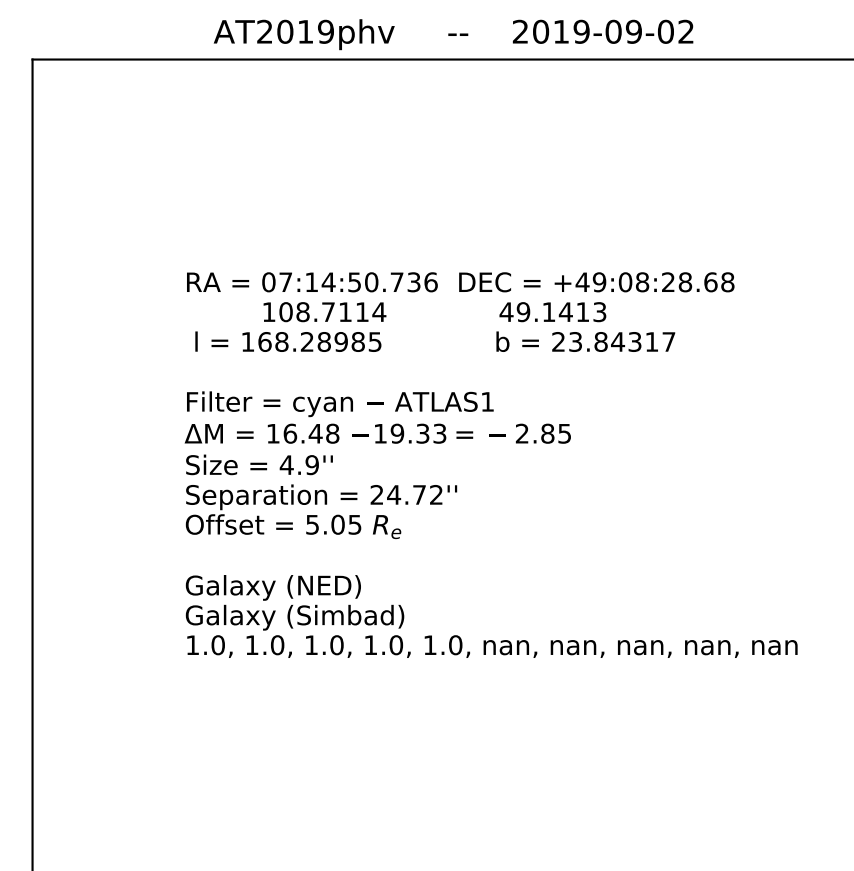 AT2019phv -- 2019-09-02
RA = 07:14:50.736 DEC = +49:08:28.68
108.7114 49.1413
l = 168.28985 b = 23.84317
Filter = cyan − ATLAS1
ΔM = 16.48 −19.33 = − 2.85
Size = 4.9''
Separation = 24.72''
Offset = 5.05 Rₑ
Galaxy (NED)
Galaxy (Simbad)
1.0, 1.0, 1.0, 1.0, 1.0, nan, nan, nan, nan, nan